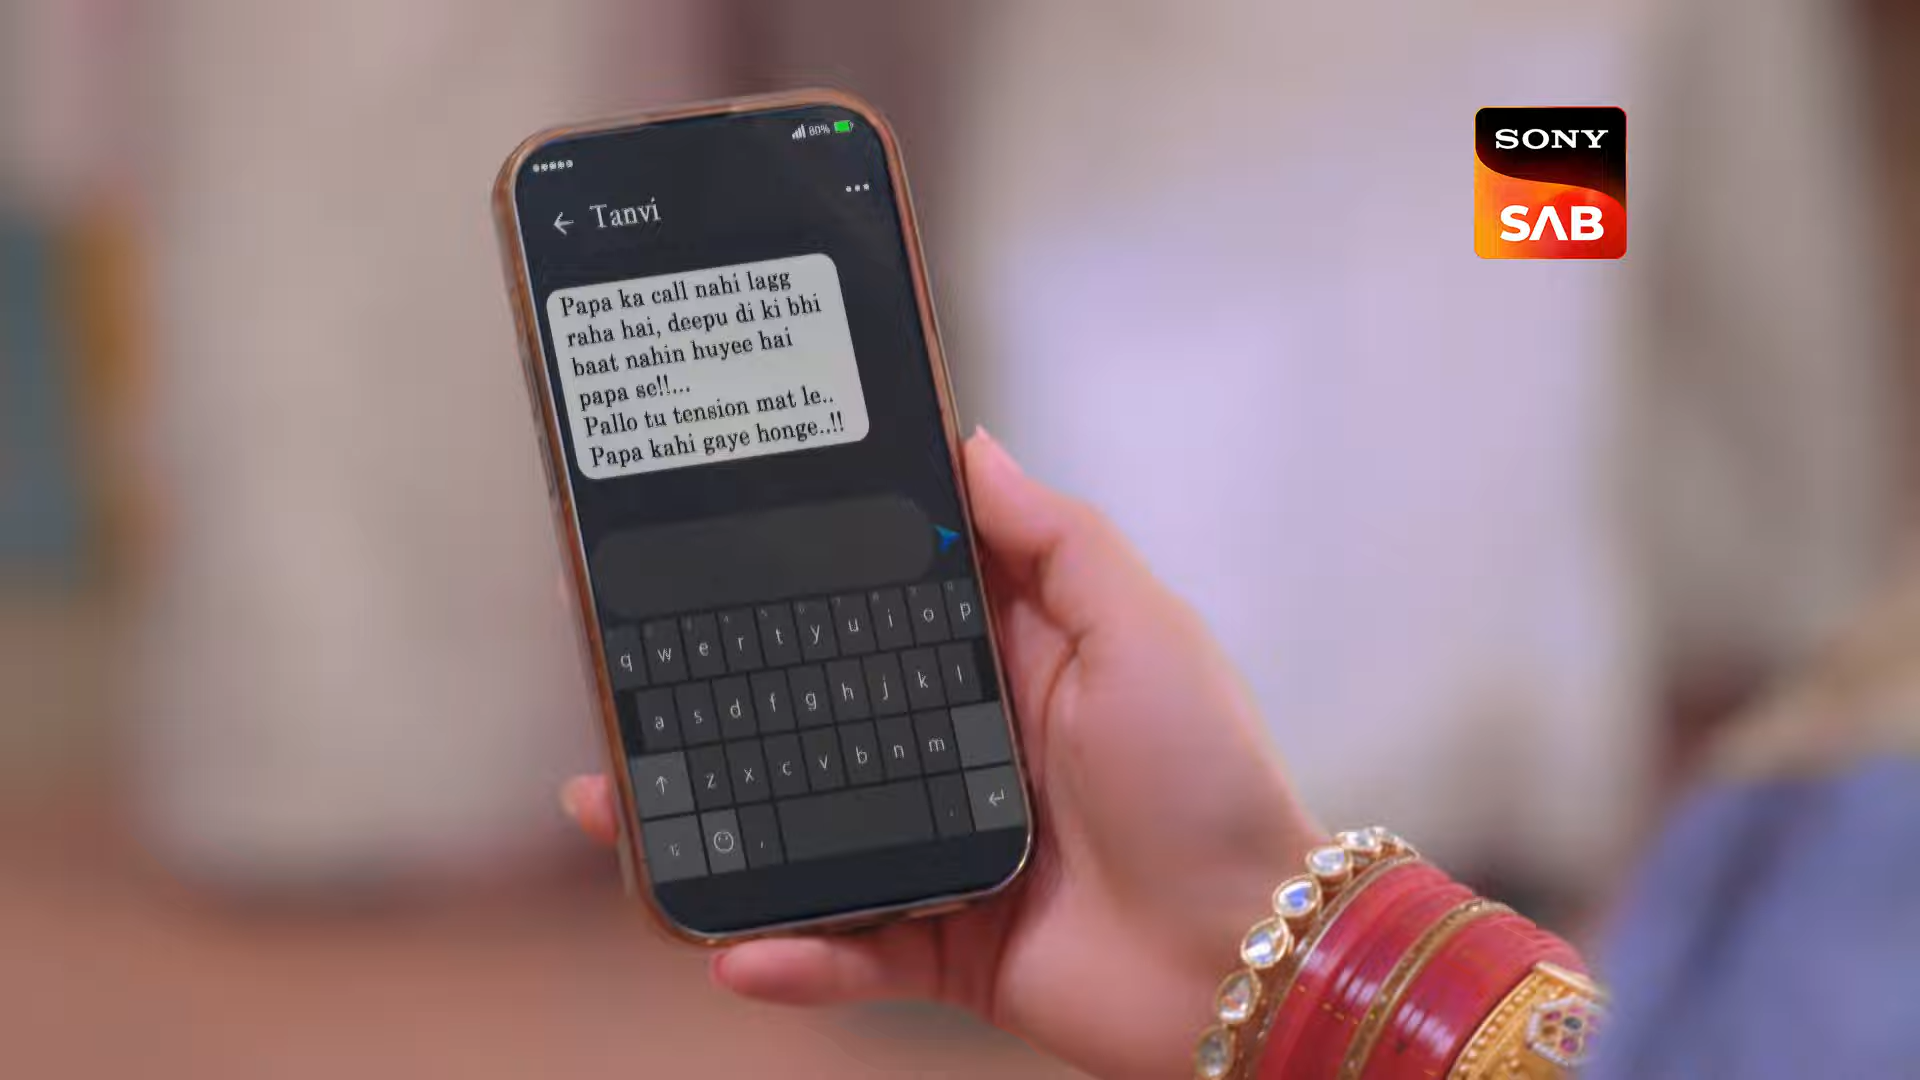 SONY
SAB
80%
Tanvi
Papa ka call nahi lagg
raha hai, deepu di ki bhi
baat nahin huyee hai
papa se!!...
Pallo tu tension mat le..
Papa kahi gaye honge..!!
q w e r t y u i o p
a s d f g h j k l
z x c v b n m
, .